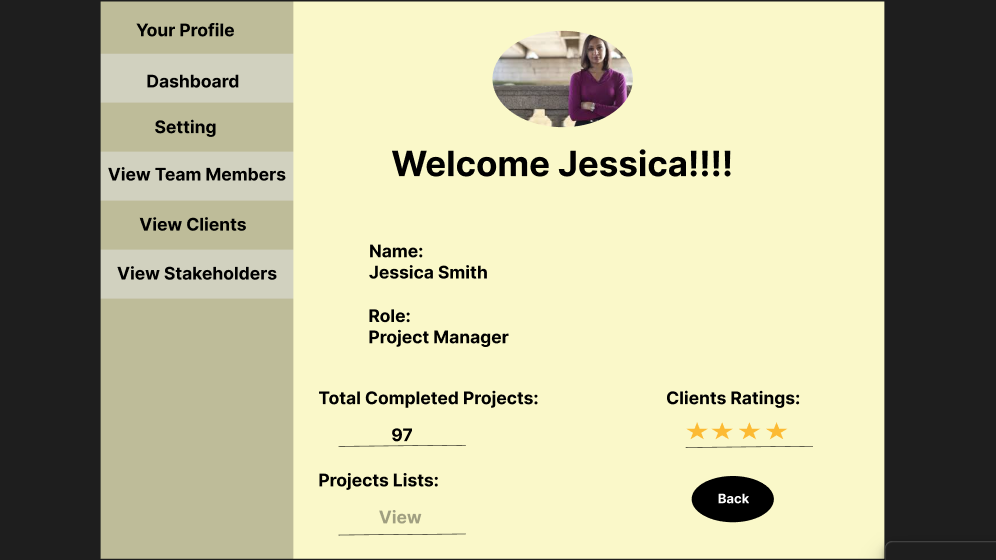 Your Profile
Dashboard
Setting
View Team Members
View Clients
View Stakeholders
Welcome Jessica!!!!
Name:
Jessica Smith
Role:
Project Manager
Total Completed Projects:
97
Clients Ratings:
Projects Lists:
View
Back